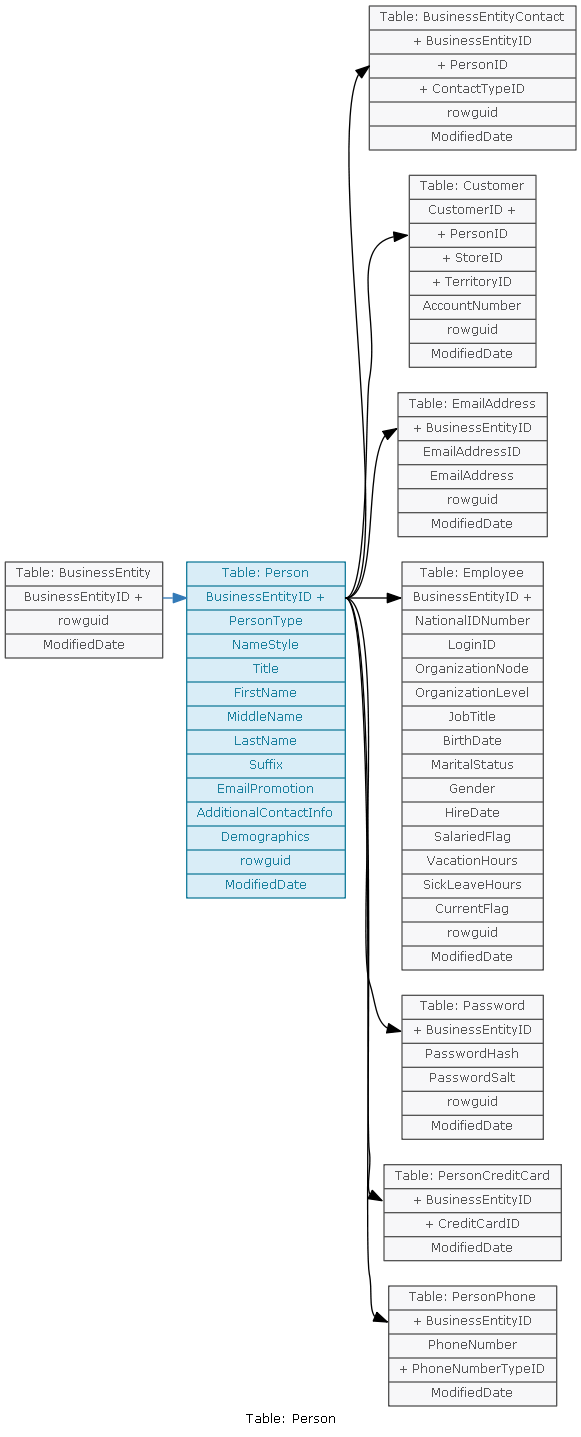 Table: BusinessEntityContact
+ BusinessEntityID
+ PersonID
+ ContactTypeID
rowguid
ModifiedDate
Table: Customer
CustomerID +
+ PersonID
+ StoreID
+ TerritoryID
AccountNumber
rowguid
ModifiedDate
Table: EmailAddress
+ BusinessEntityID
EmailAddressID
EmailAddress
rowguid
ModifiedDate
Table: BusinessEntity
BusinessEntityID +
rowguid
ModifiedDate
Table: Person
BusinessEntityID +
PersonType
NameStyle
Title
FirstName
MiddleName
LastName
Suffix
EmailPromotion
AdditionalContactInfo
Demographics
rowguid
ModifiedDate
Table: Employee
BusinessEntityID +
NationalIDNumber
LoginID
OrganizationNode
OrganizationLevel
JobTitle
BirthDate
MaritalStatus
Gender
HireDate
SalariedFlag
VacationHours
SickLeaveHours
CurrentFlag
rowguid
ModifiedDate
Table: Password
+ BusinessEntityID
PasswordHash
PasswordSalt
rowguid
ModifiedDate
Table: PersonCreditCard
+ BusinessEntityID
+ CreditCardID
ModifiedDate
Table: PersonPhone
+ BusinessEntityID
PhoneNumber
+ PhoneNumberTypeID
ModifiedDate
Table: Person